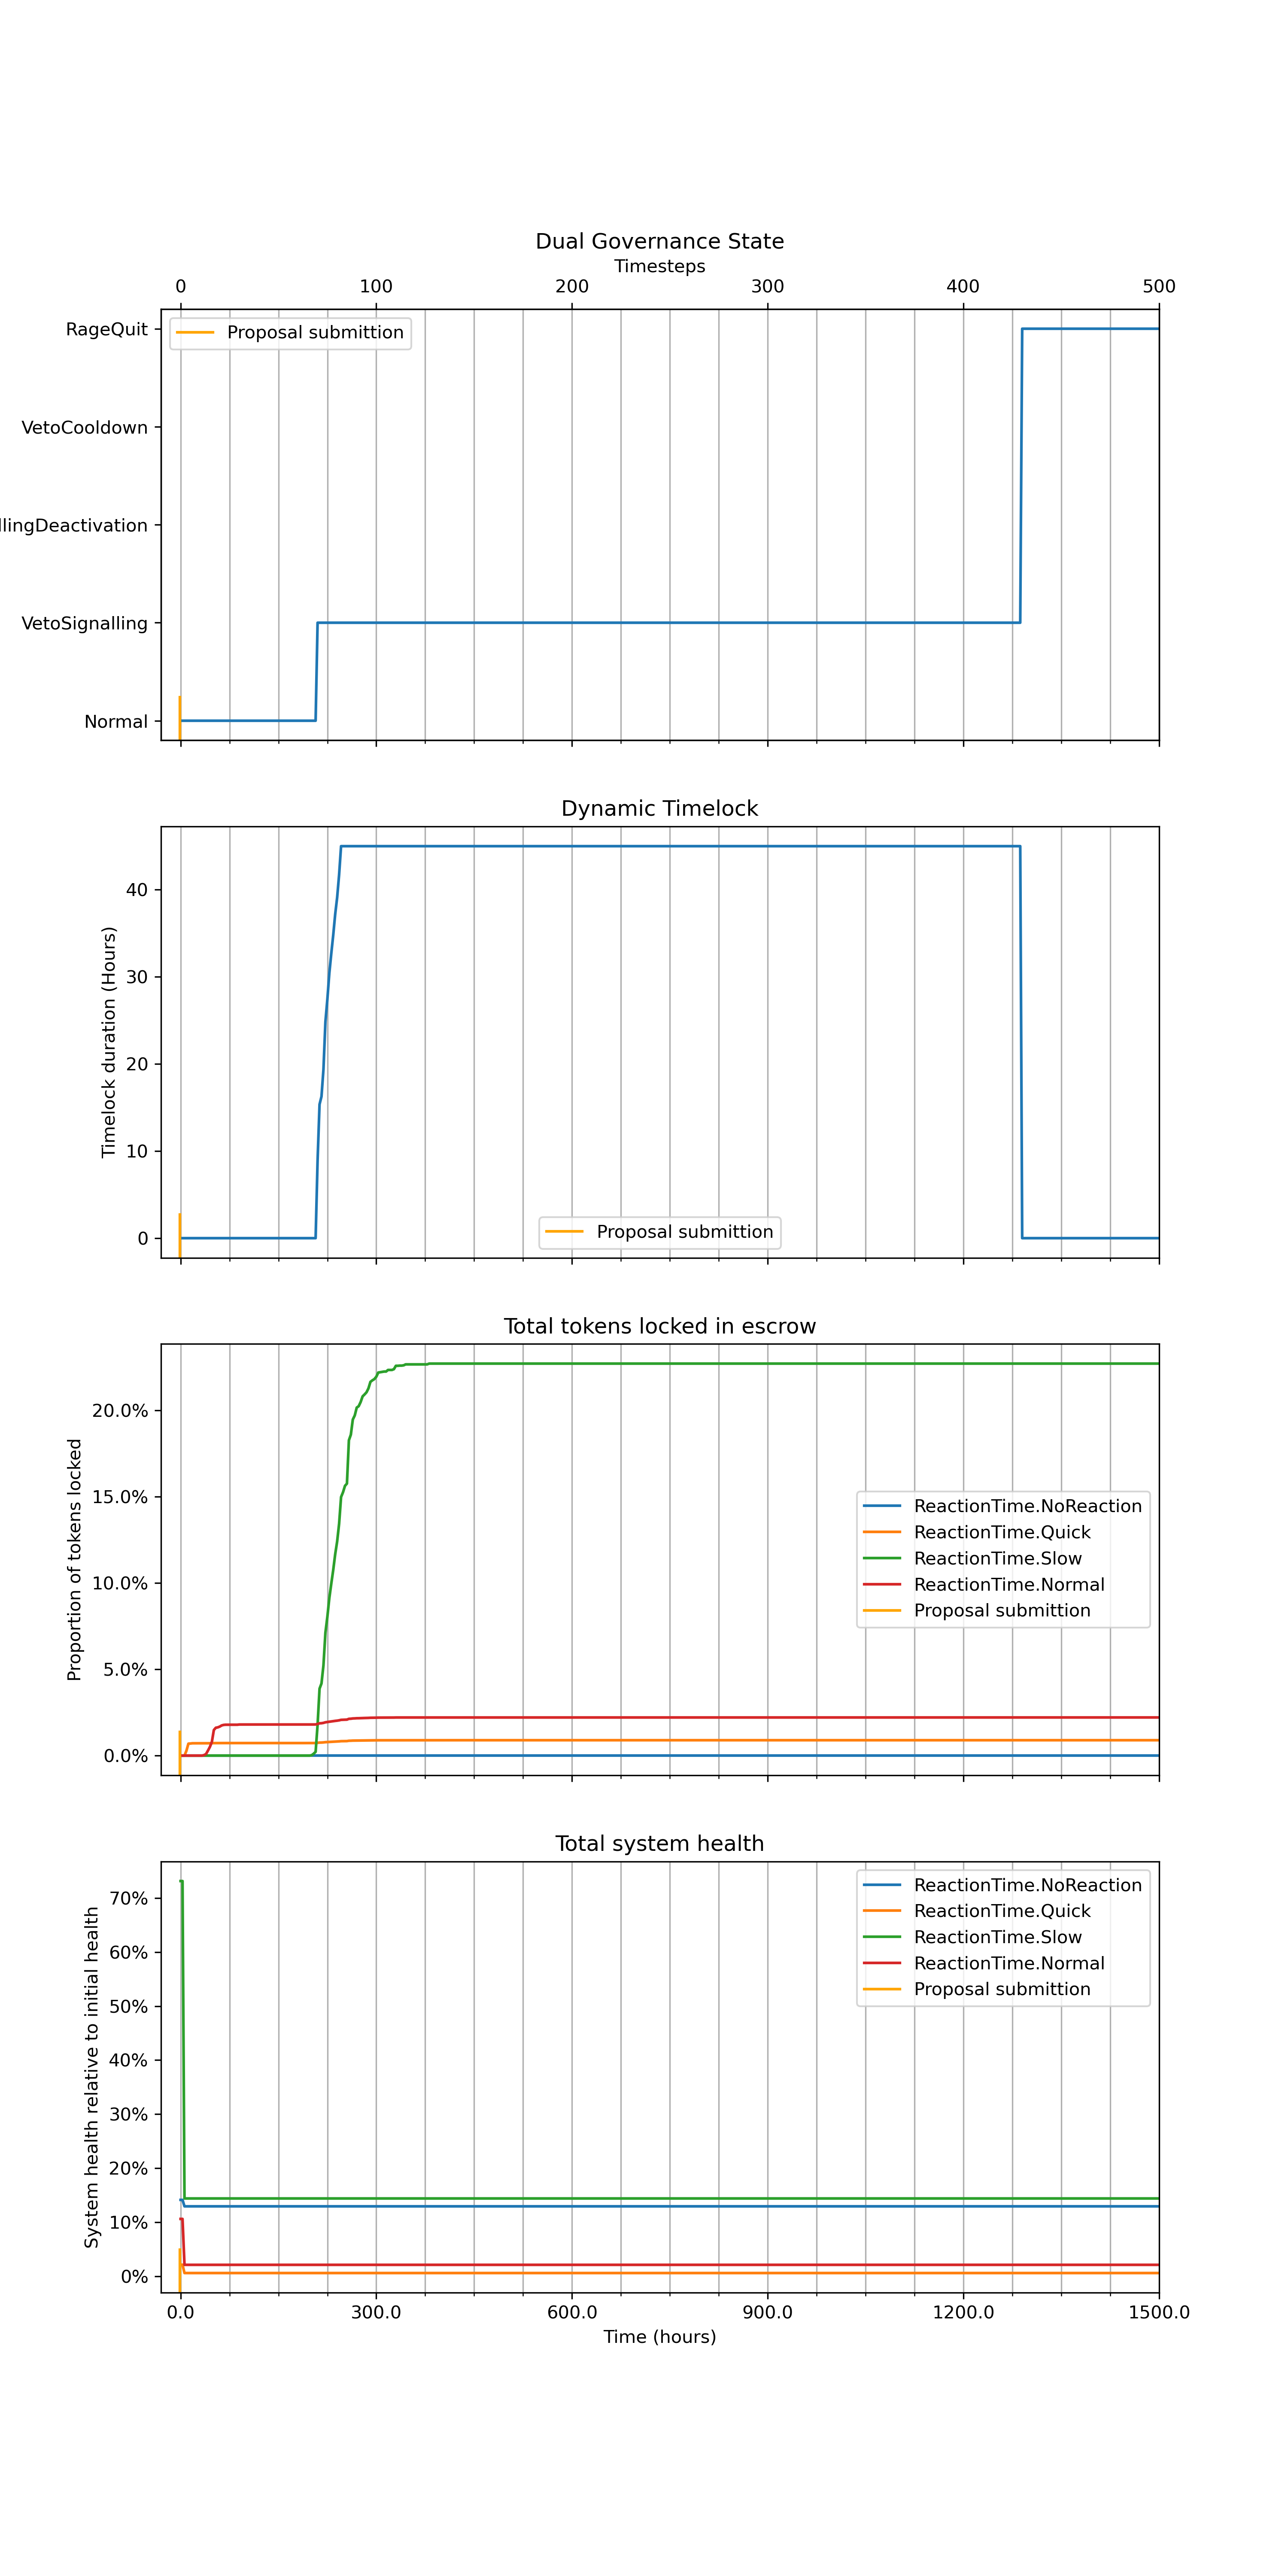 Dual Governance State
Timesteps
0 100 200 300 400 500
RageQuit
Proposal submittion
VetoCooldown
llingDeactivation
VetoSignalling
Normal
Dynamic Timelock
Timelock duration (Hours)
40
30
20
10
0
Proposal submittion
Total tokens locked in escrow
Proportion of tokens locked
20.0%
15.0%
10.0%
5.0%
0.0%
ReactionTime.NoReaction
ReactionTime.Quick
ReactionTime.Slow
ReactionTime.Normal
Proposal submittion
Total system health
System health relative to initial health
70%
60%
50%
40%
30%
20%
10%
0%
ReactionTime.NoReaction
ReactionTime.Quick
ReactionTime.Slow
ReactionTime.Normal
Proposal submittion
0.0 300.0 600.0 900.0 1200.0 1500.0
Time (hours)